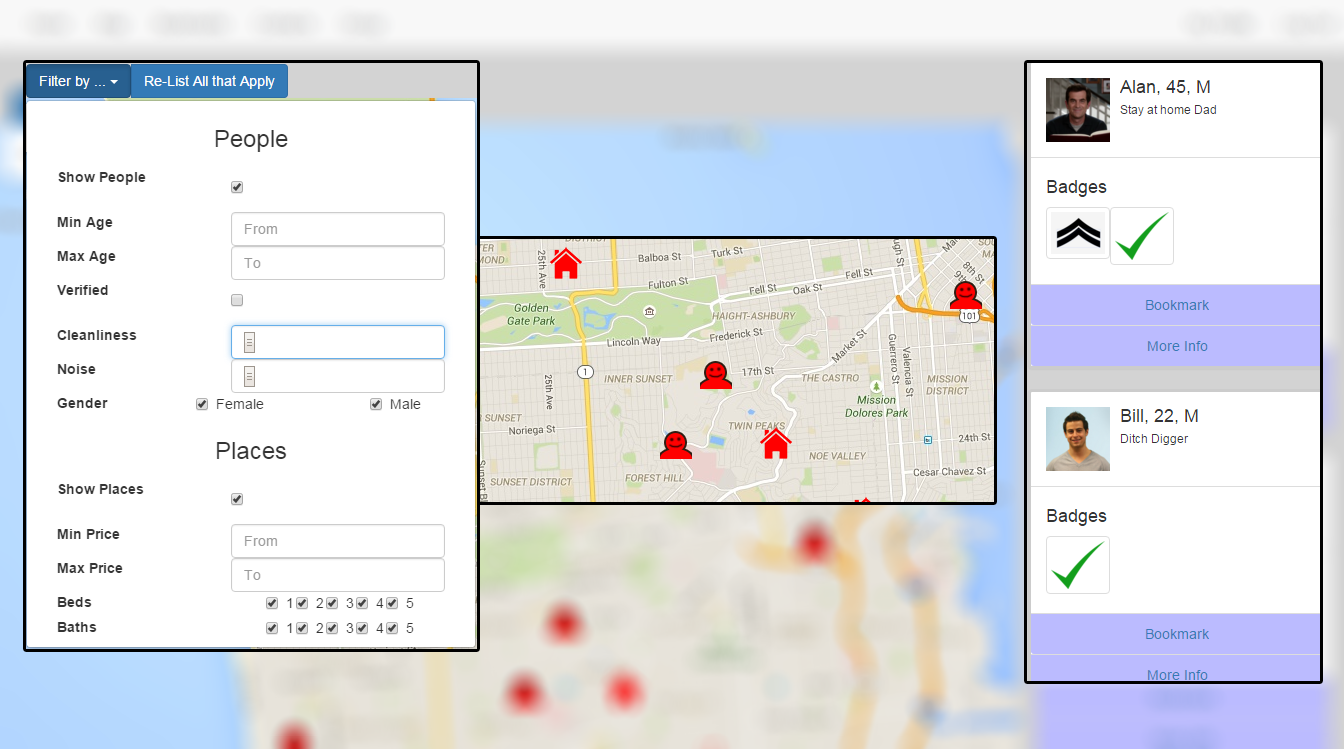 Filter by ...
Re-List All that Apply
People
Show People
Min Age
From
Max Age
To
Verified
Cleanliness
Noise
Gender
Female
Male
Places
Show Places
Min Price
From
Max Price
To
Beds
1 2 3 4 5
Baths
1 2 3 4 5
DISTRICT
MOND
25th Ave
Balboa St
Turk St
Fulton St
Fell St
Fell St
Oak St
8th St
9th
Golden
Gate Park
HAIGHT-ASHBURY
101
Lincoln Way
Frederick St
Market St
Guerrero St
Valencia St
1
INNER SUNSET
17th St
THE CASTRO
MISSION
DISTRICT
25th Ave
Mission
Dolores Park
SUNSET
Noriega St
TWIN PEAKS
24th St
NOE VALLEY
SUNSET DISTRICT
FOREST HILL
Cesar Chavez St
Alan, 45, M
Stay at home Dad
Badges
Bookmark
More Info
Bill, 22, M
Ditch Digger
Badges
Bookmark
More Info